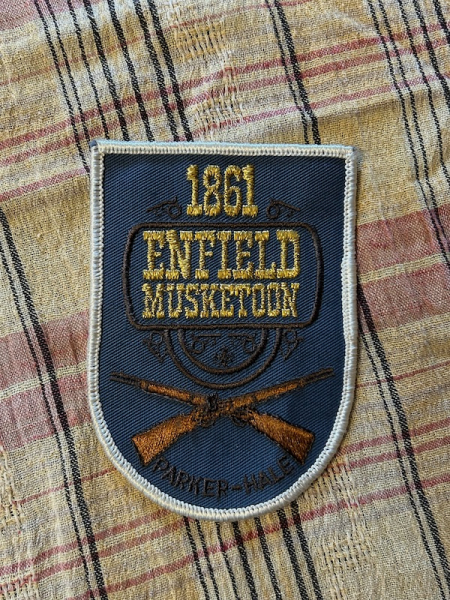 1861
ENFIELD
MUSKETOON
PARKER-HALE